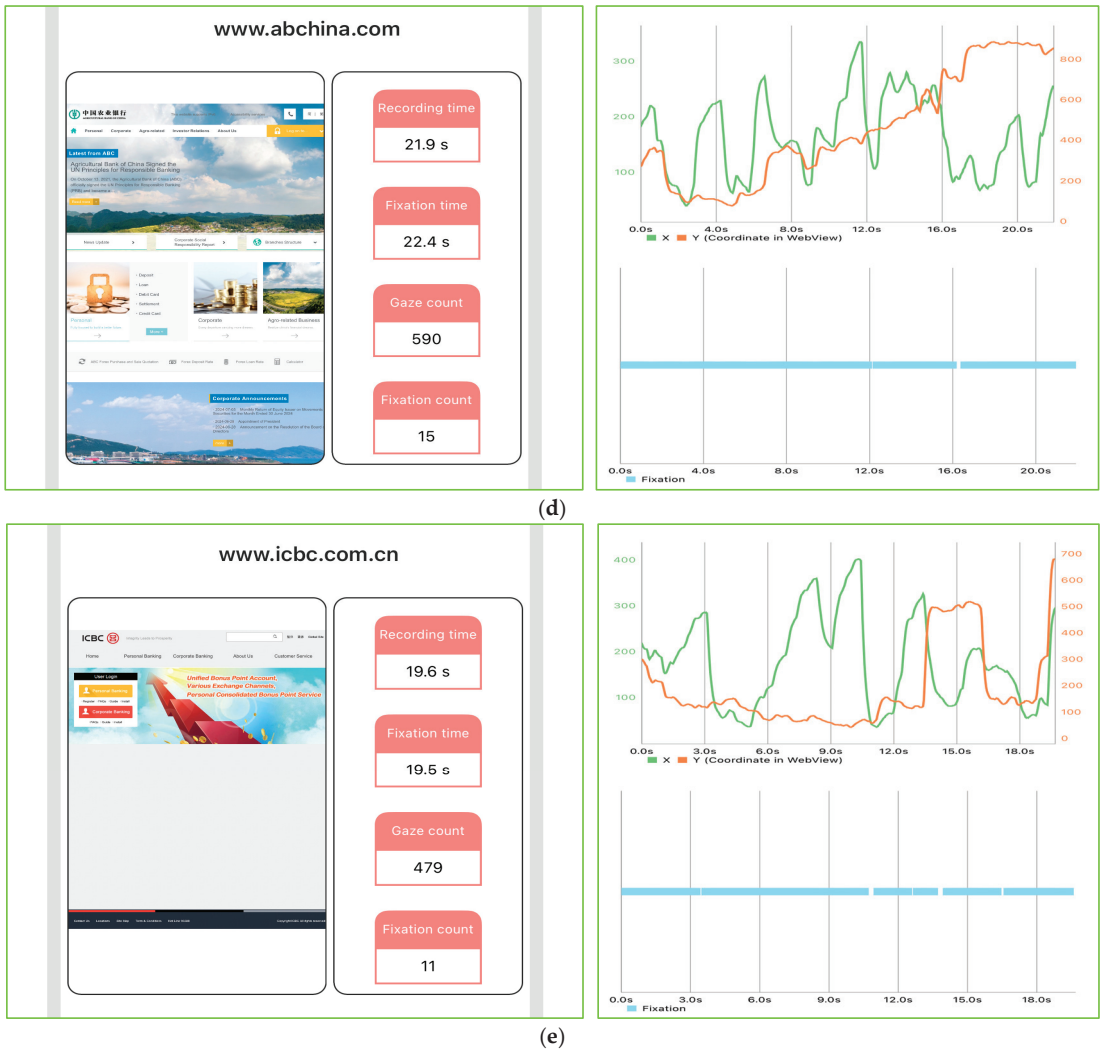 www.abchina.com
中国农业银行
AGRICULTURAL BANK OF CHINA
Personal Corporate Agro-related Investor Relations About Us
Latest from ABC
Agricultural Bank of China Signed the
UN Principles for Responsible Banking
News Update
Corporate Social
Responsibility Report
Branches Structure
Personal
· Deposit
· Loan
· Debit Card
· Settlement
· Credit Card
More +
Corporate
Agro-related Business
Calculator
Corporate Announcements
Recording time
21.9 s
Fixation time
22.4 s
Gaze count
590
Fixation count
15
300
200
100
800
600
400
200
0
0.0s 4.0s 8.0s 12.0s 16.0s 20.0s
X Y (Coordinate in WebView)
0.0s 4.0s 8.0s 12.0s 16.0s 20.0s
Fixation
(d)
www.icbc.com.cn
ICBC
Home Personal Banking Corporate Banking About Us Customer Service
User Login
Personal Banking
Corporate Banking
Unified Bonus Point Account,
Various Exchange Channels,
Personal Consolidated Bonus Point Service
Recording time
19.6 s
Fixation time
19.5 s
Gaze count
479
Fixation count
11
400
300
200
100
700
600
500
400
300
200
100
0
0.0s 3.0s 6.0s 9.0s 12.0s 15.0s 18.0s
X Y (Coordinate in WebView)
0.0s 3.0s 6.0s 9.0s 12.0s 15.0s 18.0s
Fixation
(e)